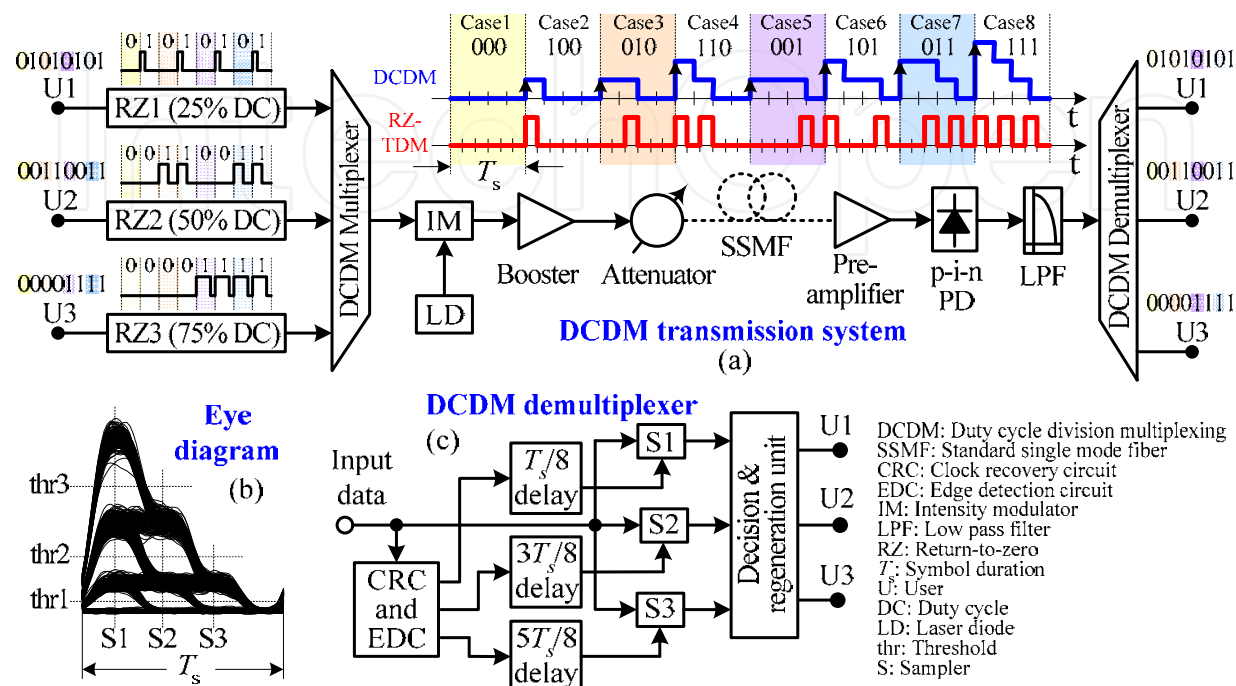 Case1 Case2 Case3 Case4 Case5 Case6 Case7 Case8
000 100 010 110 001 101 011 111
0 1 0 1 0 1 0 1
01010101
U1
RZ1 (25% DC)
0 0 1 1 0 0 1 1
00110011
U2
RZ2 (50% DC)
0 0 0 0 1 1 1 1
00001111
U3
RZ3 (75% DC)
DCDM Multiplexer
DCDM
RZ-
TDM
t
t
Ts
IM
LD
Booster
Attenuator
SSMF
Pre-
amplifier
p-i-n
PD
LPF
DCDM Demultiplexer
01010101
U1
00110011
U2
00001111
U3
DCDM transmission system
(a)
Eye
diagram
(b)
thr3
thr2
thr1
S1 S2 S3
Ts
DCDM demultiplexer
(c)
Input
data
CRC
and
EDC
Ts/8
delay
3Ts/8
delay
5Ts/8
delay
S1
S2
S3
Decision &
regeneration unit
U1
U2
U3
DCDM: Duty cycle division multiplexing
SSMF: Standard single mode fiber
CRC: Clock recovery circuit
EDC: Edge detection circuit
IM: Intensity modulator
LPF: Low pass filter
RZ: Return-to-zero
Ts: Symbol duration
U: User
DC: Duty cycle
LD: Laser diode
thr: Threshold
S: Sampler